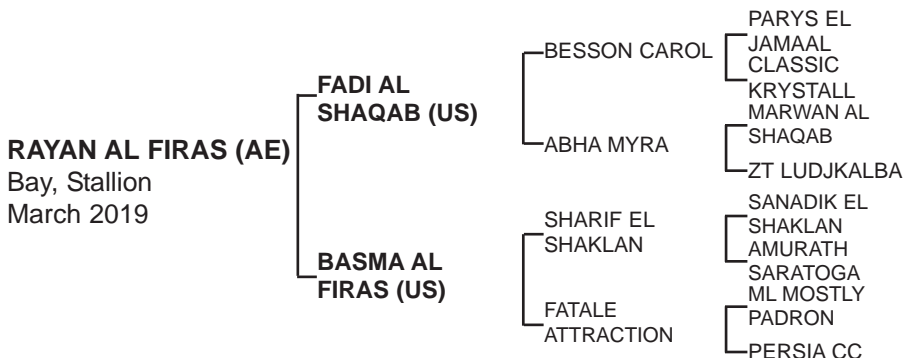 RAYAN AL FIRAS (AE)
Bay, Stallion
March 2019
FADI AL
SHAQAB (US)
BASMA AL
FIRAS (US)
BESSON CAROL
ABHA MYRA
SHARIF EL
SHAKLAN
FATALE
ATTRACTION
PARYS EL
JAMAAL
CLASSIC
KRYSTALL
MARWAN AL
SHAQAB
ZT LUDJKALBA
SANADIK EL
SHAKLAN
AMURATH
SARATOGA
ML MOSTLY
PADRON
PERSIA CC